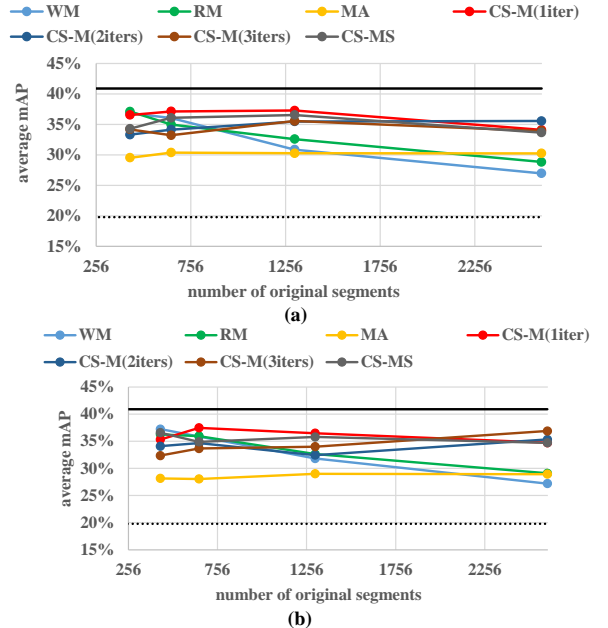 WM RM MA CS-M(1iter)
CS-M(2iters) CS-M(3iters) CS-MS
45%
40%
35%
30%
25%
20%
15%
average mAP
256 756 1256 1756 2256
number of original segments
(a)
WM RM MA CS-M(1iter)
CS-M(2iters) CS-M(3iters) CS-MS
45%
40%
35%
30%
25%
20%
15%
average mAP
256 756 1256 1756 2256
number of original segments
(b)